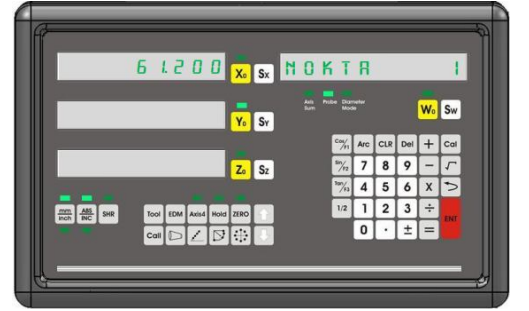 61.200 X₀ Sx NOKTA 1
Axis Sum Probe Diameter Mode
Y₀ Sy W₀ Sw
Cos/F1 Arc CLR Del + Cal
Z₀ Sz Sin/F2 7 8 9 - √
Tan/F3 4 5 6 X
mm inch ABS INC SHR Tool EDM Axis4 Hold ZERO 1/2 1 2 3 ÷ ENT
Call 0 · ± =